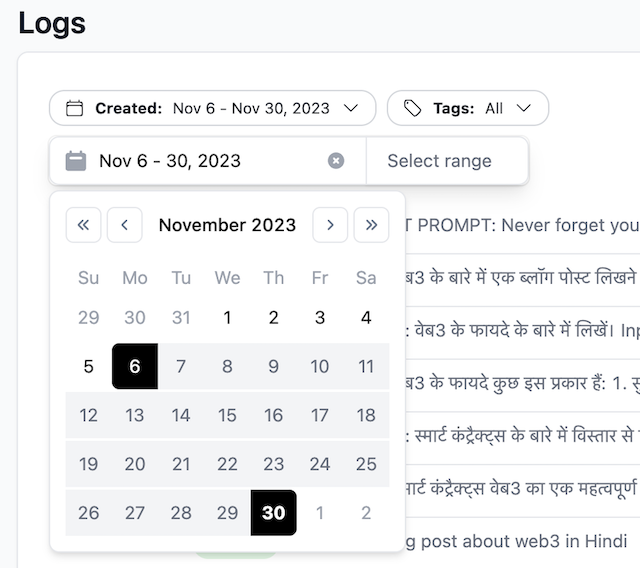 Logs
Created: Nov 6 - Nov 30, 2023 Tags: All
Nov 6 - 30, 2023 Select range
November 2023
Su Mo Tu We Th Fr Sa
29 30 31 1 2 3 4
5 6 7 8 9 10 11
12 13 14 15 16 17 18
19 20 21 22 23 24 25
26 27 28 29 30 1 2
PROMPT: Never forget you
के बारे में एक ब्लॉग पोस्ट लिखने
: वेब3 के फायदे के बारे में लिखें। Inp
के फायदे कुछ इस प्रकार हैं: 1.
: स्मार्ट कंट्रैक्ट्स के बारे में विस्तार से
कंट्रैक्ट्स वेब3 का एक महत्वपूर्ण
g post about web3 in Hindi